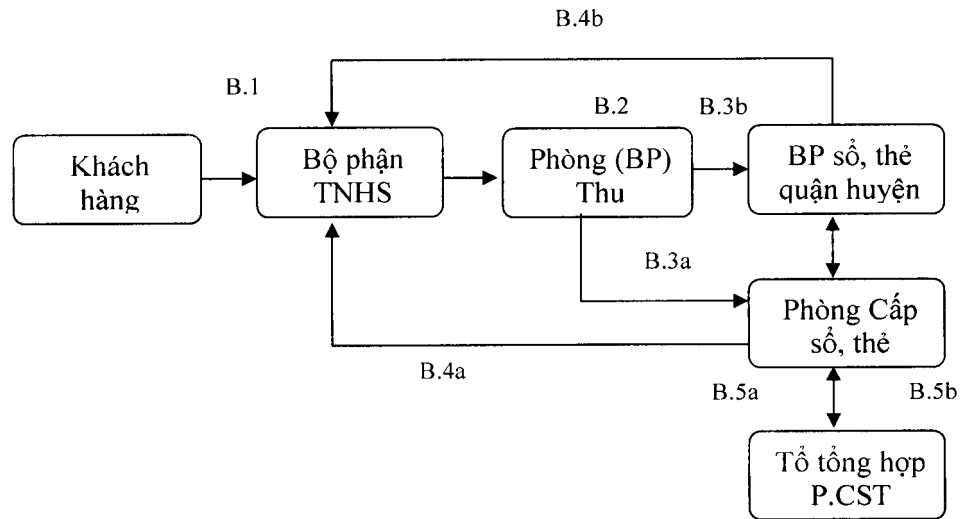 B.4b
B.1
B.2
B.3b
Khách
hàng
Bộ phận
TNHS
Phòng (BP)
Thu
BP sổ, thẻ
quận huyện
B.3a
Phòng Cấp
sổ, thẻ
B.4a
B.5a
B.5b
Tổ tổng hợp
P.CST